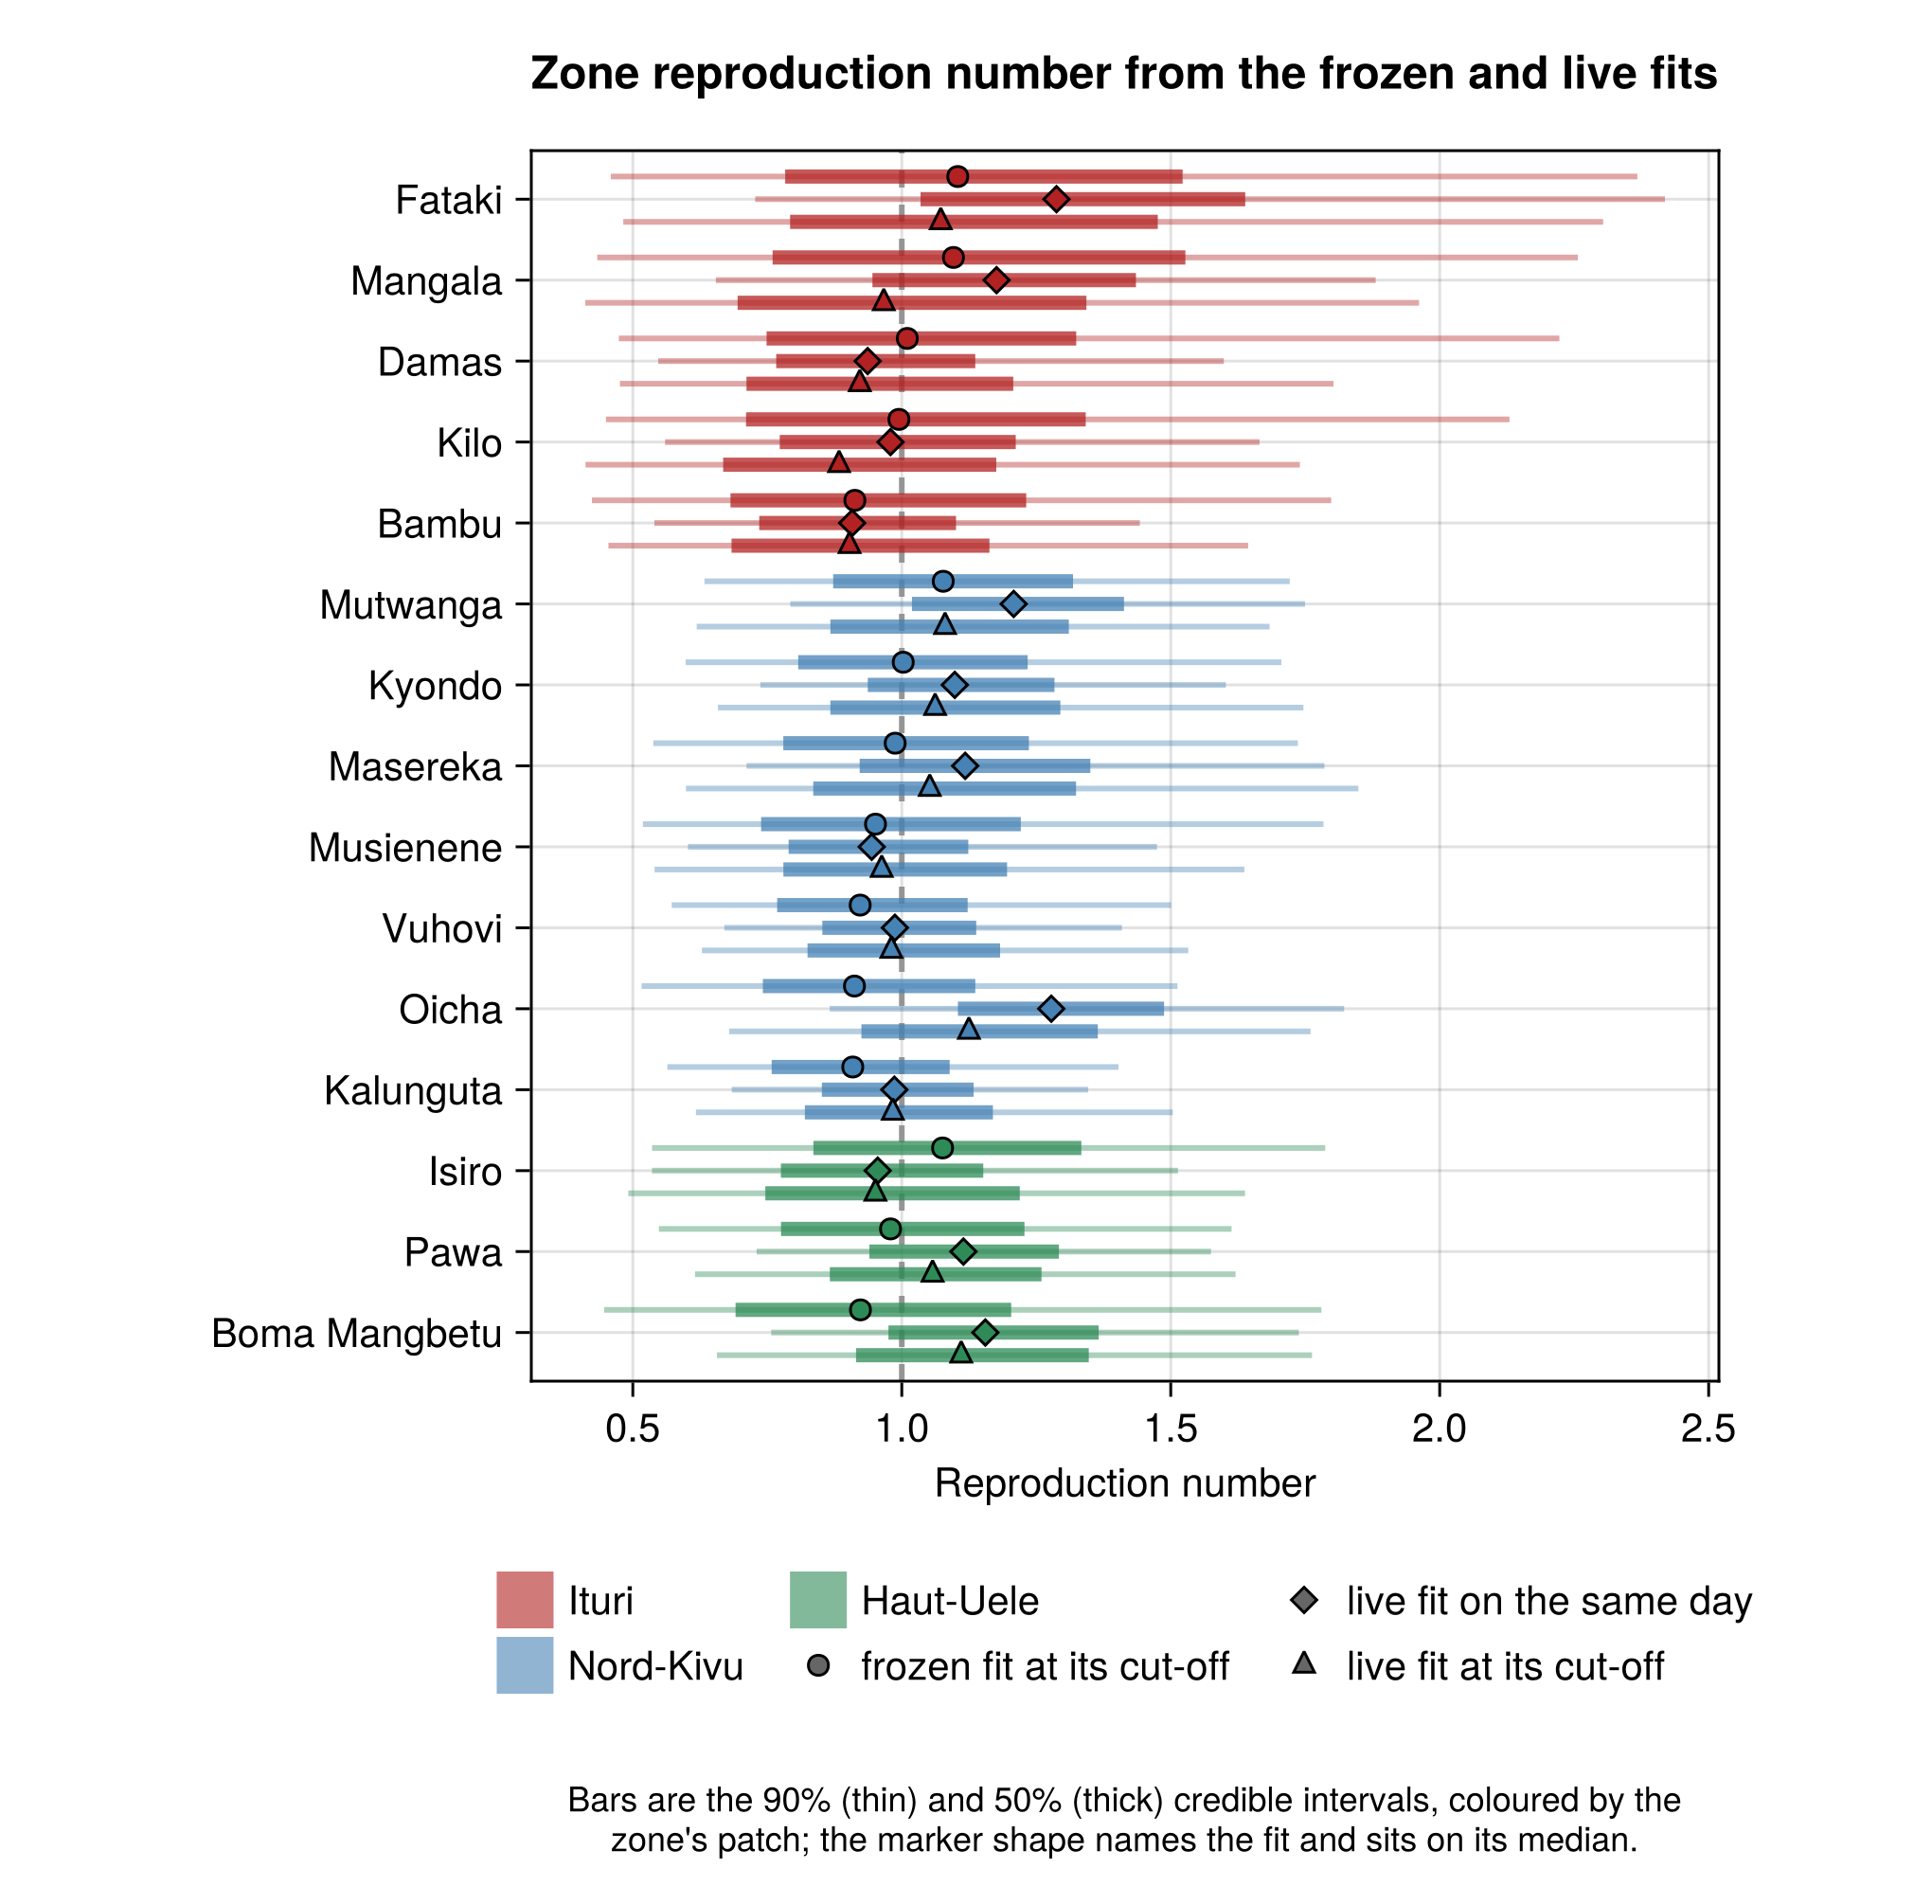 Zone reproduction number from the frozen and live fits
Fataki
Mangala
Damas
Kilo
Bambu
Mutwanga
Kyondo
Masereka
Musienene
Vuhovi
Oicha
Kalunguta
Isiro
Pawa
Boma Mangbetu
0.5 1.0 1.5 2.0 2.5
Reproduction number
Ituri Haut-Uele live fit on the same day
Nord-Kivu frozen fit at its cut-off live fit at its cut-off
Bars are the 90% (thin) and 50% (thick) credible intervals, coloured by the
zone's patch; the marker shape names the fit and sits on its median.